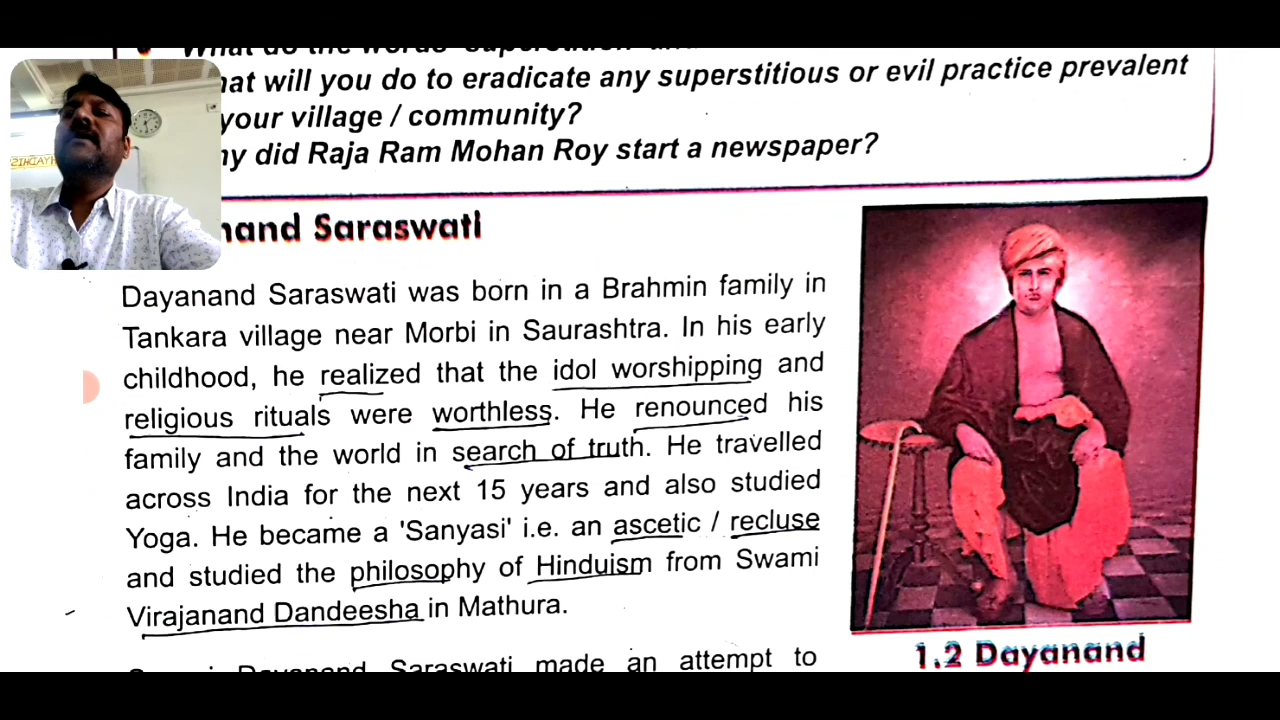 What do the words
hat will you do to eradicate any superstitious or evil practice prevalent
your village / community?
hy did Raja Ram Mohan Roy start a newspaper?
nand Saraswati
Dayanand Saraswati was born in a Brahmin family in
Tankara village near Morbi in Saurashtra. In his early
childhood, he realized that the idol worshipping and
religious rituals were worthless. He renounced his
family and the world in search of truth. He travelled
across India for the next 15 years and also studied
Yoga. He became a 'Sanyasi' i.e. an ascetic / recluse
and studied the philosophy of Hinduism from Swami
Virajanand Dandeesha in Mathura.
Dayanand Saraswati made an attempt to
1.2 Dayanand